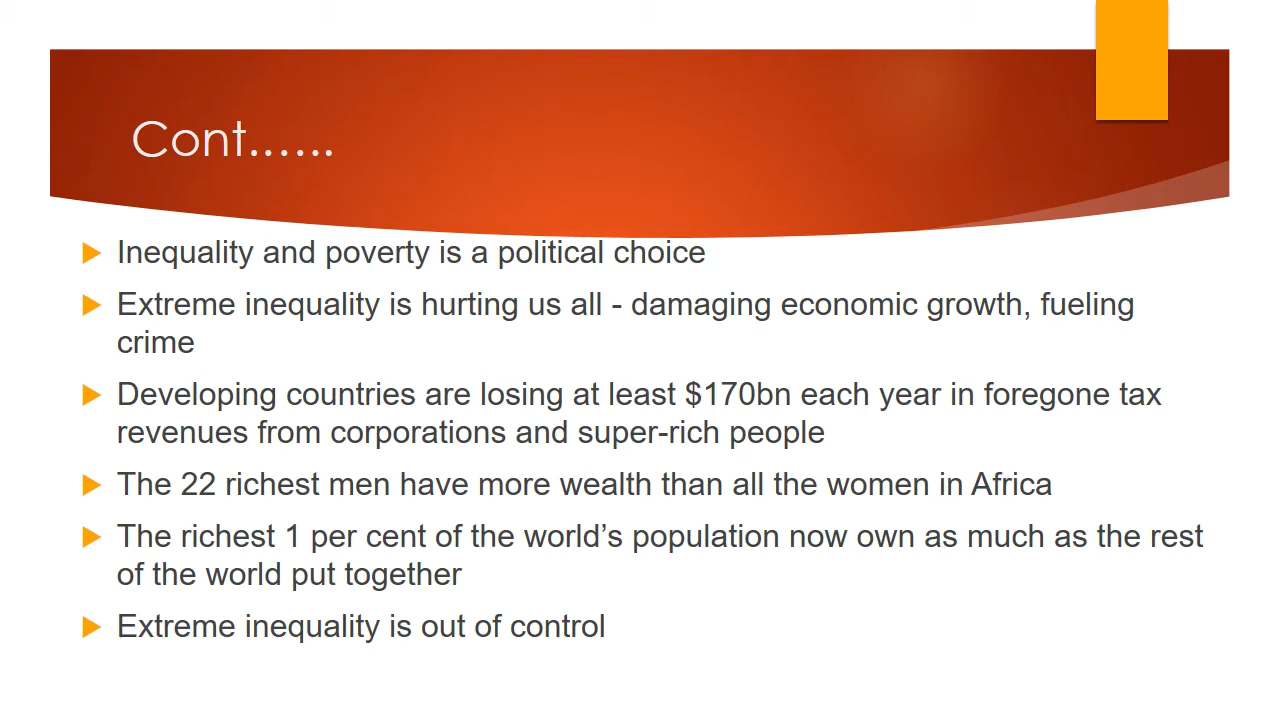 Cont......
Inequality and poverty is a political choice
Extreme inequality is hurting us all - damaging economic growth, fueling
crime
Developing countries are losing at least $170bn each year in foregone tax
revenues from corporations and super-rich people
The 22 richest men have more wealth than all the women in Africa
The richest 1 per cent of the world’s population now own as much as the rest
of the world put together
Extreme inequality is out of control